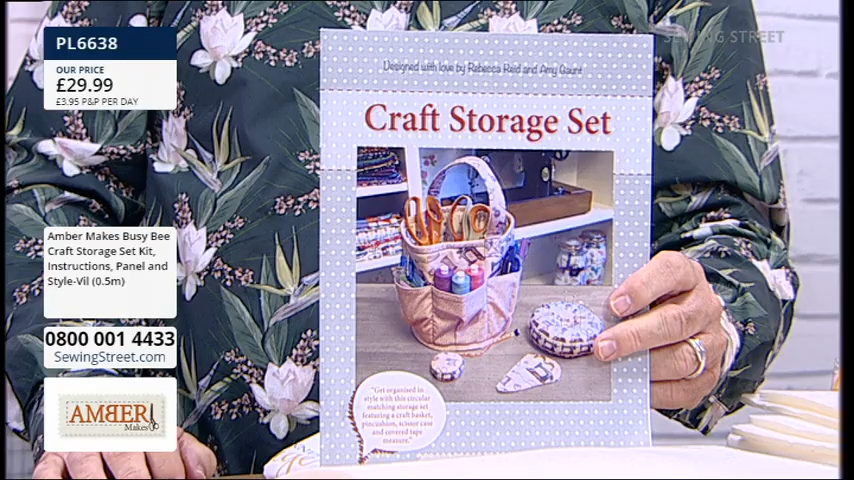 PL6638
OUR PRICE
£29.99
£3.95 P&P PER DAY
Amber Makes Busy Bee
Craft Storage Set Kit,
Instructions, Panel and
Style-Vil (0.5m)
0800 001 4433
SewingStreet.com
AMBER
Makes
SEWING STREET
Designed with love by Rebecca Reid and Amy Gaunt
Craft Storage Set
"Get organised in
style with this circular
matching storage set
featuring a craft basket,
pincushion, scissor case
and covered tape
measure."